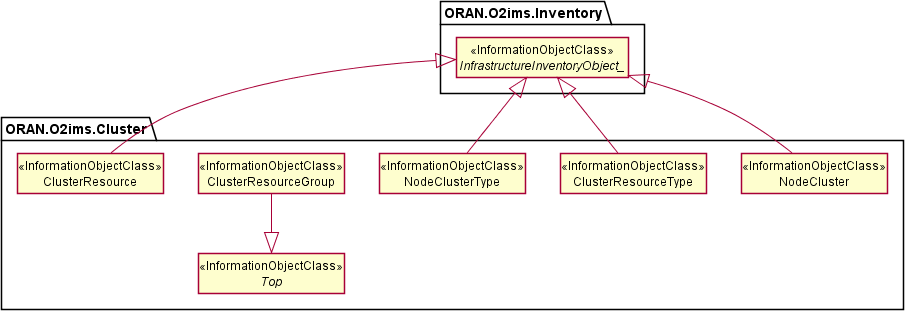 ORAN.O2ims.Inventory
«InformationObjectClass»
InfrastructureInventoryObject_
ORAN.O2ims.Cluster
«InformationObjectClass»
ClusterResource
«InformationObjectClass»
ClusterResourceGroup
«InformationObjectClass»
NodeClusterType
«InformationObjectClass»
ClusterResourceType
«InformationObjectClass»
NodeCluster
«InformationObjectClass»
Top